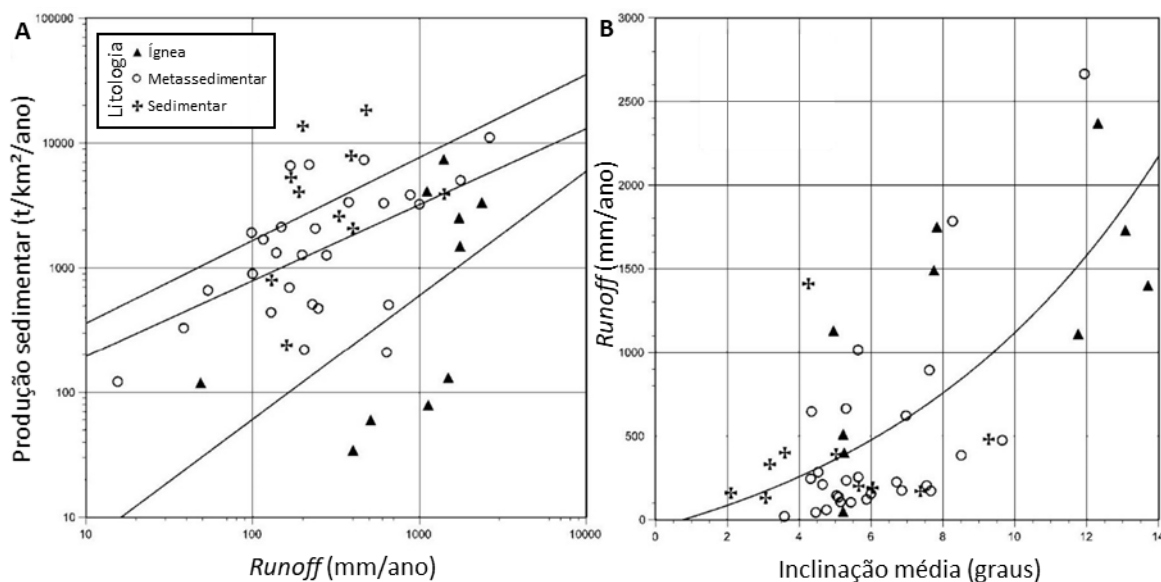 A
Litologia
Ígnea
Metassedimentar
Sedimentar
Produção sedimentar (t/km²/ano)
100000
10000
1000
100
10
10
100
1000
10000
Runoff (mm/ano)
B
Runoff (mm/ano)
3000
2500
2000
1500
1000
500
0
0
2
4
6
8
10
12
14
Inclinação média (graus)